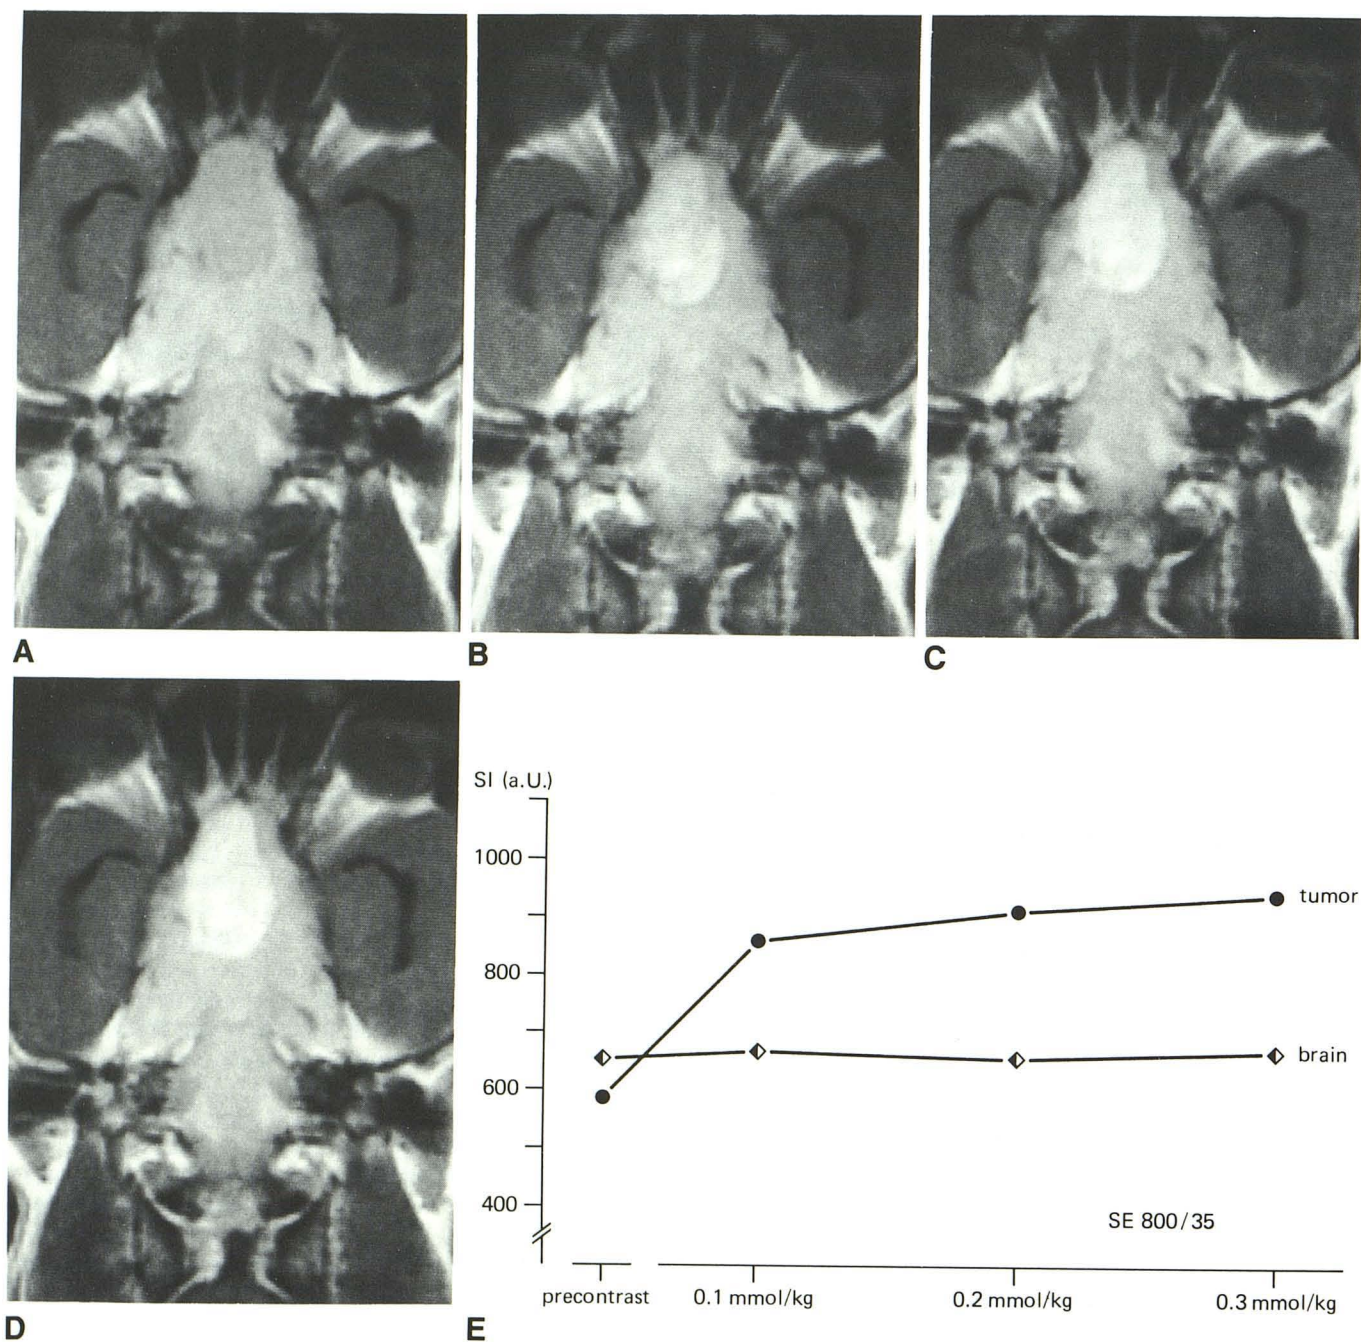 A
B
C
D
SI (a.U.)
1000
800
600
400
tumor
brain
SE 800/35
precontrast
0.1 mmol/kg
0.2 mmol/kg
0.3 mmol/kg
E